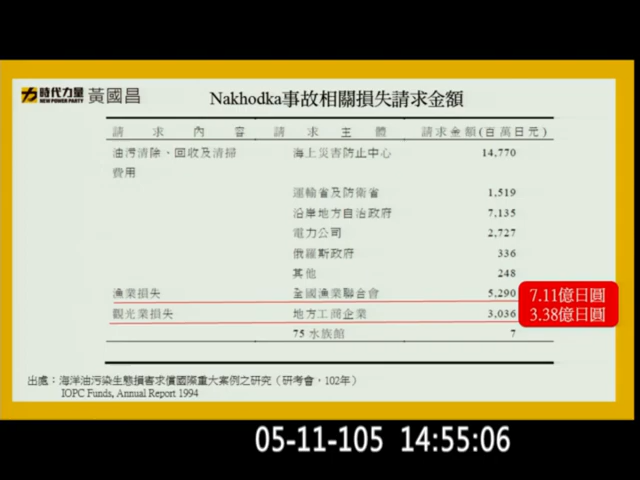 力 時代力量 黃國昌
NEW POWER PARTY
Nakhodka事故相關損失請求金額
請求內容 請求主體 請求金額(百萬日元)
油污清除、回收及清掃 海上災害防止中心 14,770
費用
運輸省及防衛省 1,519
沿岸地方自治政府 7,135
電力公司 2,727
俄羅斯政府 336
其他 248
漁業損失 全國漁業聯合會 5,290 7.11億日圓
觀光業損失 地方工商企業 3,036 3.38億日圓
75 水族館 7
出處：海洋油污染生態損害求償國際重大案例之研究（研考會，102年）
IOPC Funds, Annual Report 1994
05-11-105 14:55:06